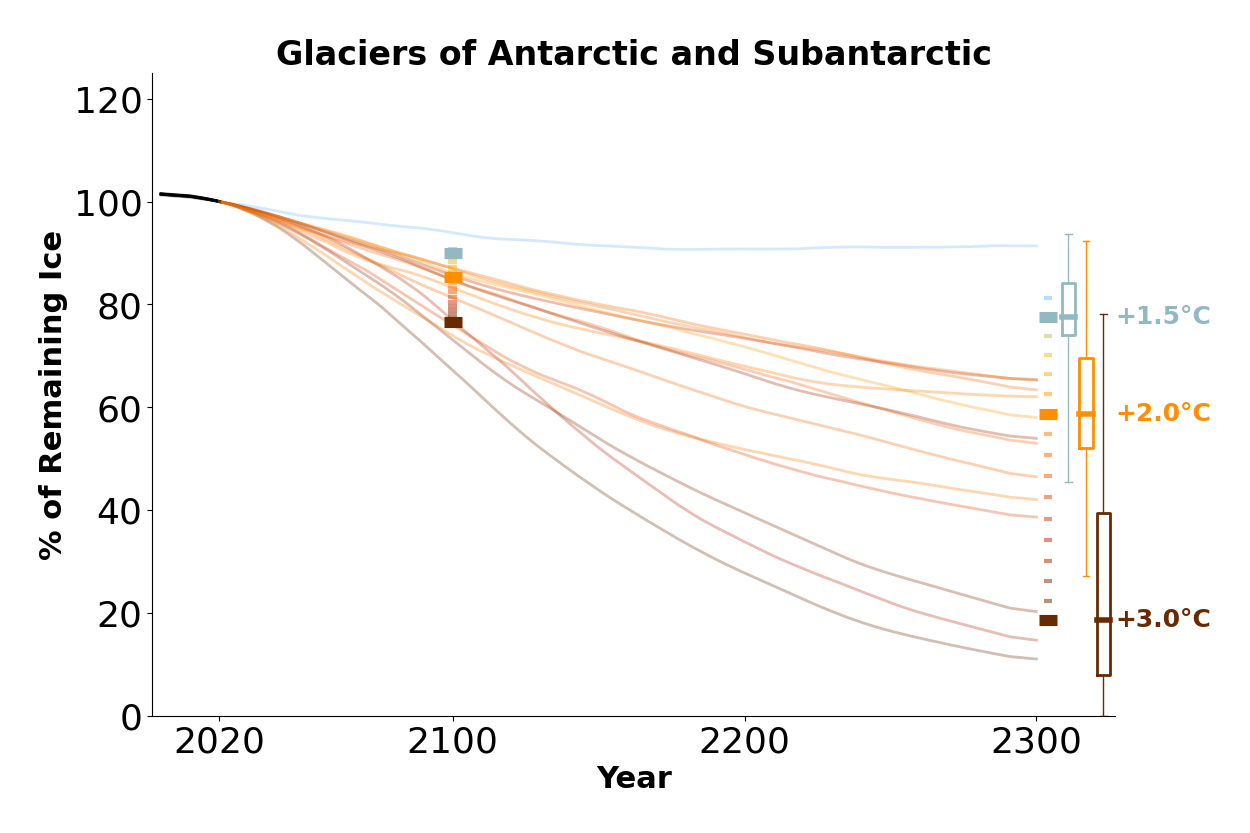 Glaciers of Antarctic and Subantarctic
120
100
80
60
40
20
0
% of Remaining Ice
+1.5°C
+2.0°C
+3.0°C
2020 2100 2200 2300
Year